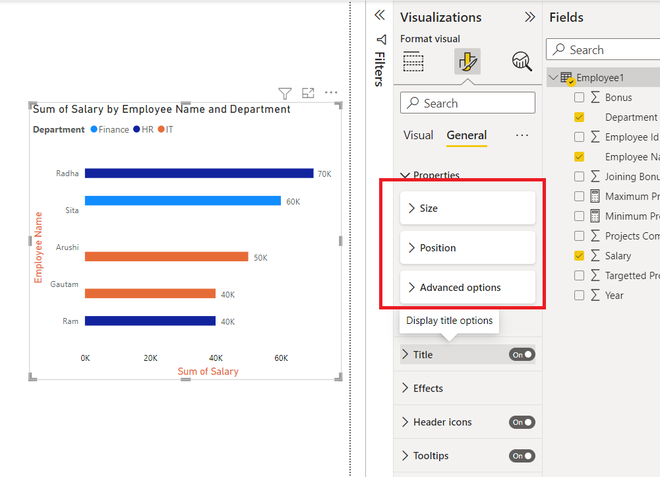 Sum of Salary by Employee Name and Department
Department Finance HR IT
Employee Name
Radha 70K
Sita 60K
Arushi 50K
Gautam 40K
Ram 40K
0K 20K 40K 60K
Sum of Salary
Filters
Visualizations
Format visual
Search
Visual General ...
Properties
Size
Position
Advanced options
Display title options
Title On
Effects
Header icons On
Tooltips On
Fields
Search
Employee1
Bonus
Department
Employee Id
Employee Na
Joining Bonu
Maximum Pr
Minimum Pr
Projects Com
Salary
Targetted Pro
Year